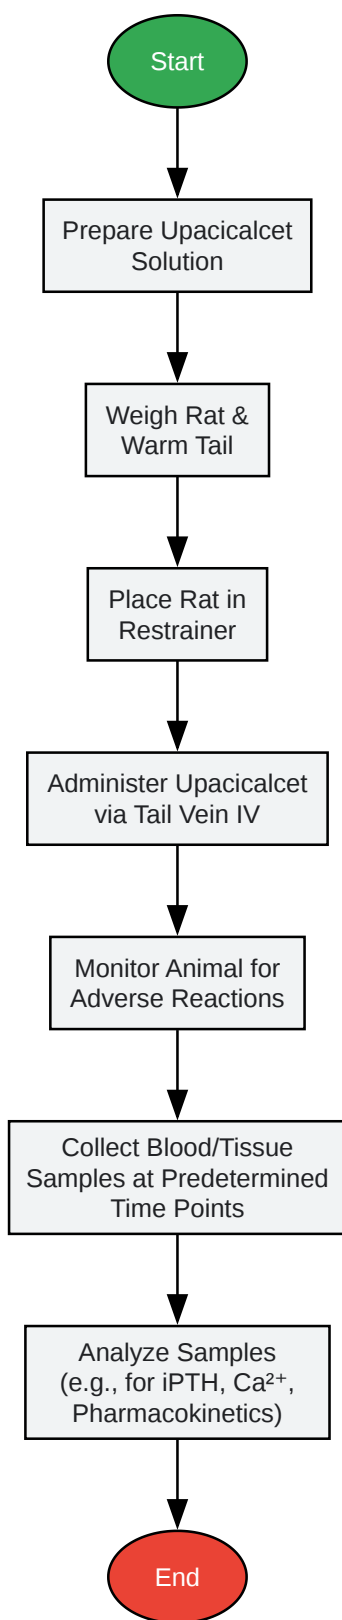 Start
Prepare Upacicalcet
Solution
Weigh Rat &
Warm Tail
Place Rat in
Restrainer
Administer Upacicalcet
via Tail Vein IV
Monitor Animal for
Adverse Reactions
Collect Blood/Tissue
Samples at Predetermined
Time Points
Analyze Samples
(e.g., for iPTH, Ca²⁺,
Pharmacokinetics)
End